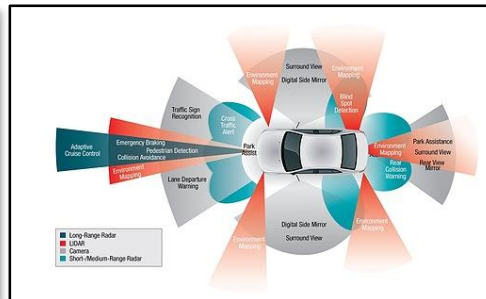 Environment
Mapping
Surround View
Digital Side Mirror
Environment
Mapping
Blind
Spot
Detection
Traffic Sign
Recognition
Cross
Traffic
Alert
Adaptive
Cruise Control
Emergency Braking
Pedestrian Detection
Collision Avoidance
Environment
Mapping
Park
Assist
Lane Departure
Warning
Environment
Mapping
Rear
Collision
Warning
Park Assistance
Surround View
Rear View
Mirror
Environment
Mapping
Digital Side Mirror
Surround View
Environment
Mapping
Long-Range Radar
LIDAR
Camera
Short-/Medium-Range Radar